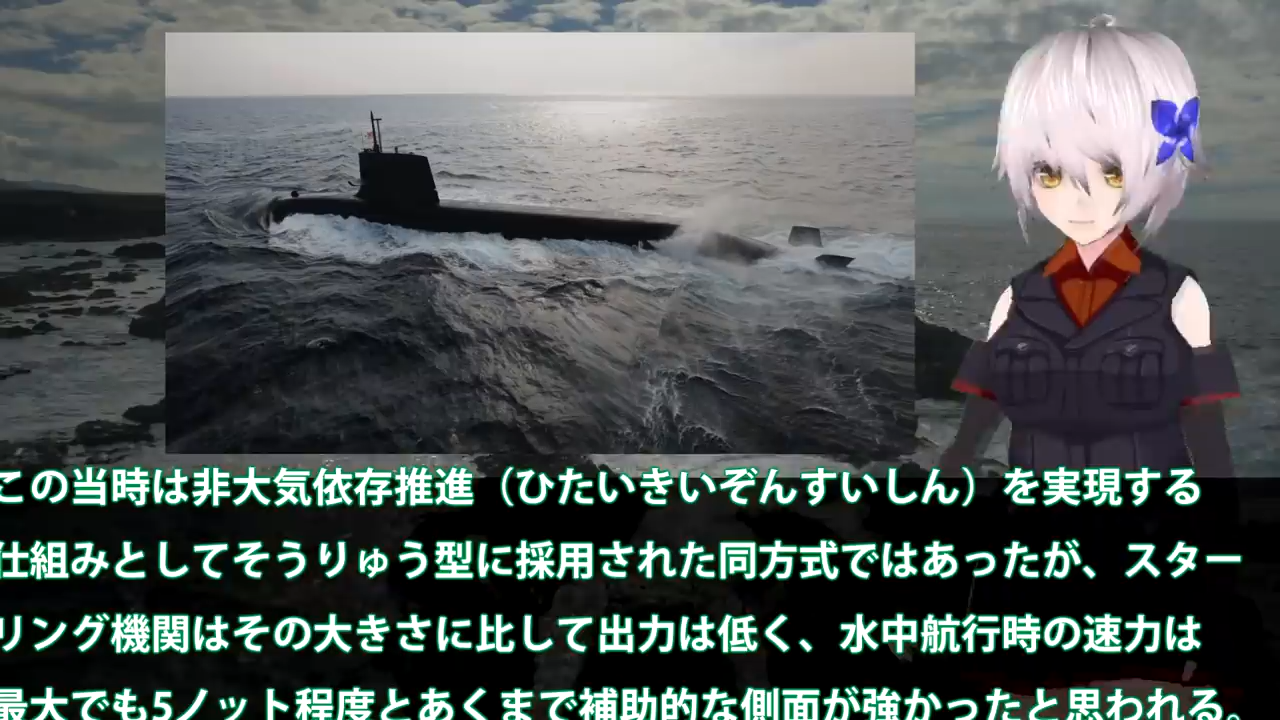 この当時は非大気依存推進（ひたいきいぞんすいしん）を実現する
仕組みとしてそうりゅう型に採用された同方式ではあったが、スター
リング機関はその大きさに比して出力は低く、水中航行時の速力は
最大でも5ノット程度とあくまで補助的な側面が強かったと思われる。